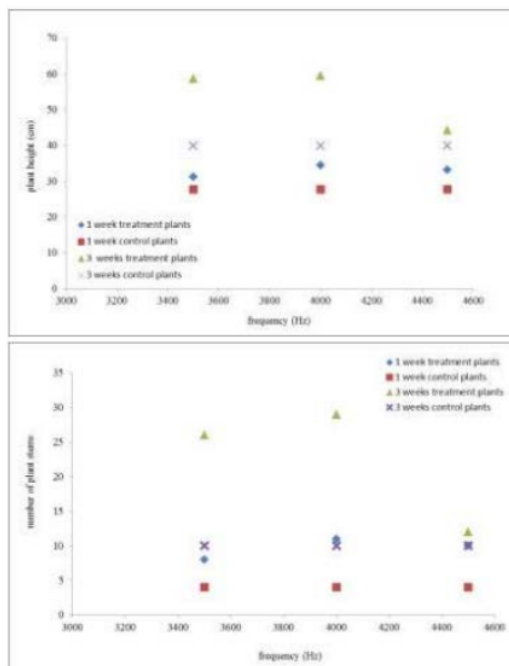 70
60
50
40
30
20
10
0
plant height (cm)
1 week treatment plants
1 week control plants
3 weeks treatment plants
3 weeks control plants
3000 3200 3400 3600 3800 4000 4200 4400 4600
frequency (Hz)
35
30
25
20
15
10
5
0
number of plant stams
1 week treatment plants
1 week control plants
3 weeks treatment plants
3 weeks control plants
3000 3200 3400 3600 3800 4000 4200 4400 4600
frequency (Hz)